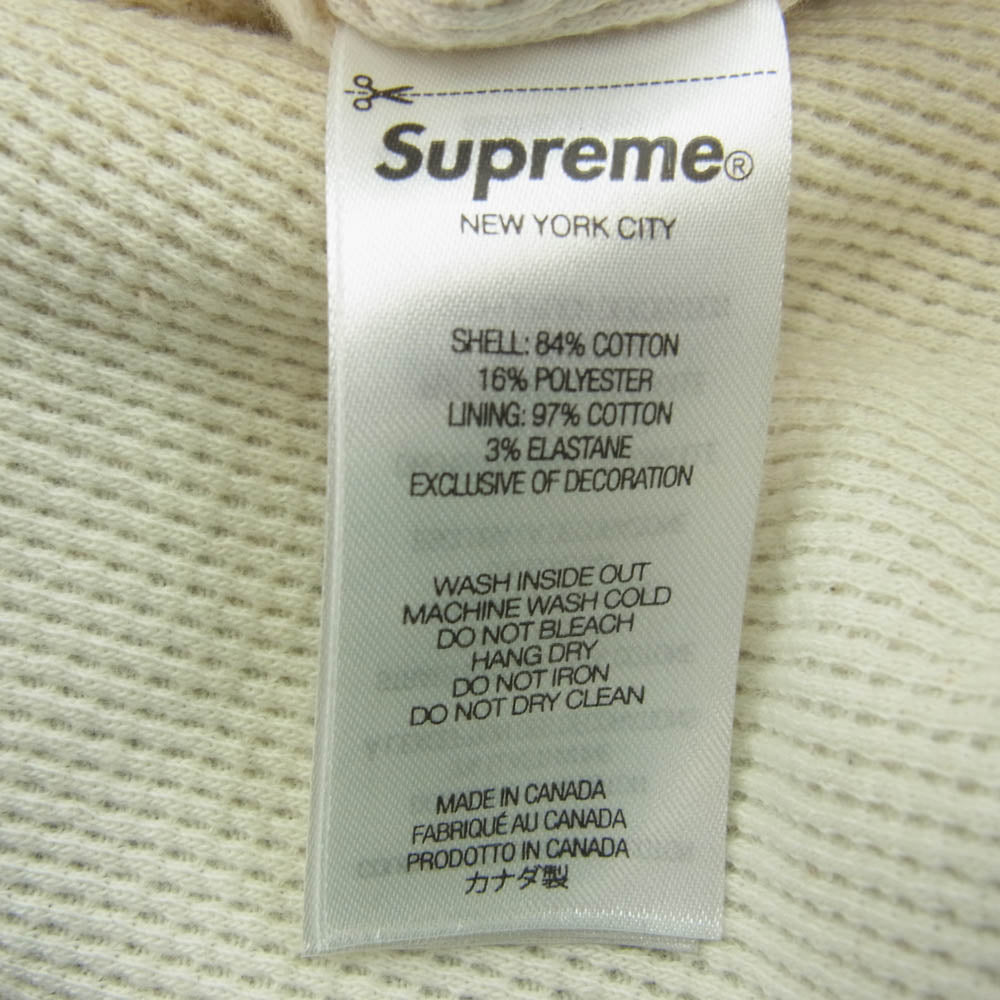 Supreme®
NEW YORK CITY
SHELL: 84% COTTON
16% POLYESTER
LINING: 97% COTTON
3% ELASTANE
EXCLUSIVE OF DECORATION
WASH INSIDE OUT
MACHINE WASH COLD
DO NOT BLEACH
HANG DRY
DO NOT IRON
DO NOT DRY CLEAN
MADE IN CANADA
FABRIQUÉ AU CANADA
PRODOTTO IN CANADA
カナダ製